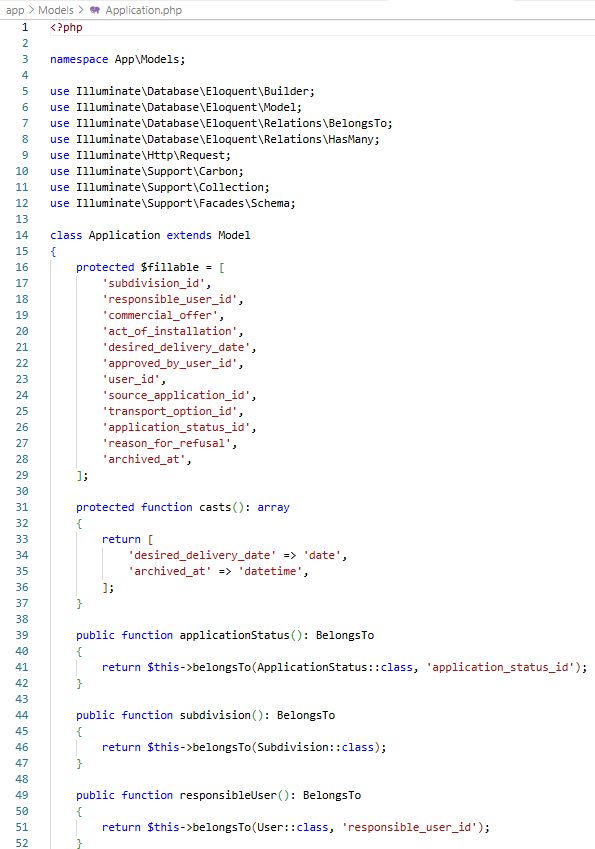 app > Models > Application.php
1 <?php
2
3 namespace App\Models;
4
5 use Illuminate\Database\Eloquent\Builder;
6 use Illuminate\Database\Eloquent\Model;
7 use Illuminate\Database\Eloquent\Relations\BelongsTo;
8 use Illuminate\Database\Eloquent\Relations\HasMany;
9 use Illuminate\Http\Request;
10 use Illuminate\Support\Carbon;
11 use Illuminate\Support\Collection;
12 use Illuminate\Support\Facades\Schema;
13
14 class Application extends Model
15 {
16     protected $fillable = [
17         'subdivision_id',
18         'responsible_user_id',
19         'commercial_offer',
20         'act_of_installation',
21         'desired_delivery_date',
22         'approved_by_user_id',
23         'user_id',
24         'source_application_id',
25         'transport_option_id',
26         'application_status_id',
27         'reason_for_refusal',
28         'archived_at',
29     ];
30
31     protected function casts(): array
32     {
33         return [
34             'desired_delivery_date' => 'date',
35             'archived_at' => 'datetime',
36         ];
37     }
38
39     public function applicationStatus(): BelongsTo
40     {
41         return $this->belongsTo(ApplicationStatus::class, 'application_status_id');
42     }
43
44     public function subdivision(): BelongsTo
45     {
46         return $this->belongsTo(Subdivision::class);
47     }
48
49     public function responsibleUser(): BelongsTo
50     {
51         return $this->belongsTo(User::class, 'responsible_user_id');
52     }